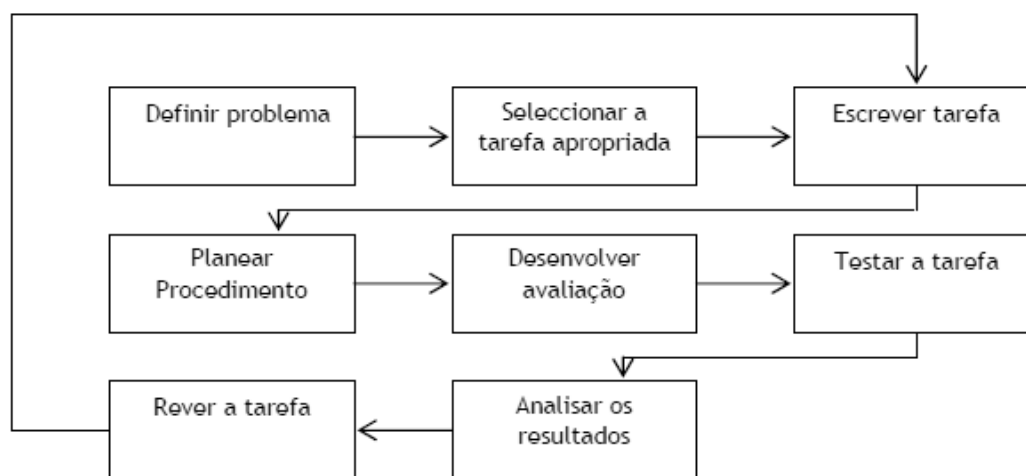 Definir problema
Seleccionar a
tarefa apropriada
Escrever tarefa
Planear
Procedimento
Desenvolver
avaliação
Testar a tarefa
Rever a tarefa
Analisar os
resultados